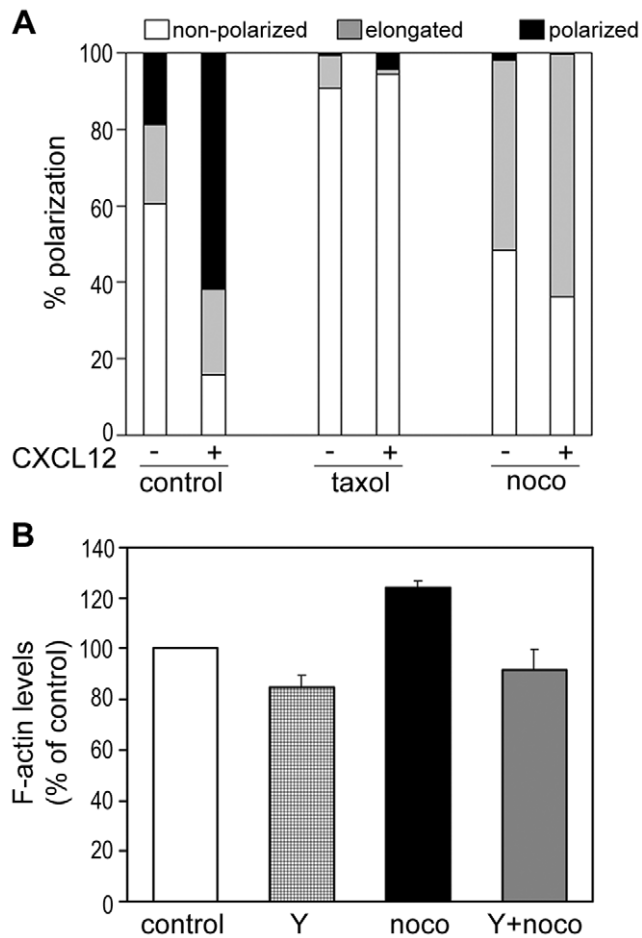 A
non-polarized elongated polarized
% polarization
100
80
60
40
20
0
CXCL12 - + - + - +
control taxol noco
B
F-actin levels
(% of control)
140
120
100
80
60
40
20
0
control Y noco Y+noco